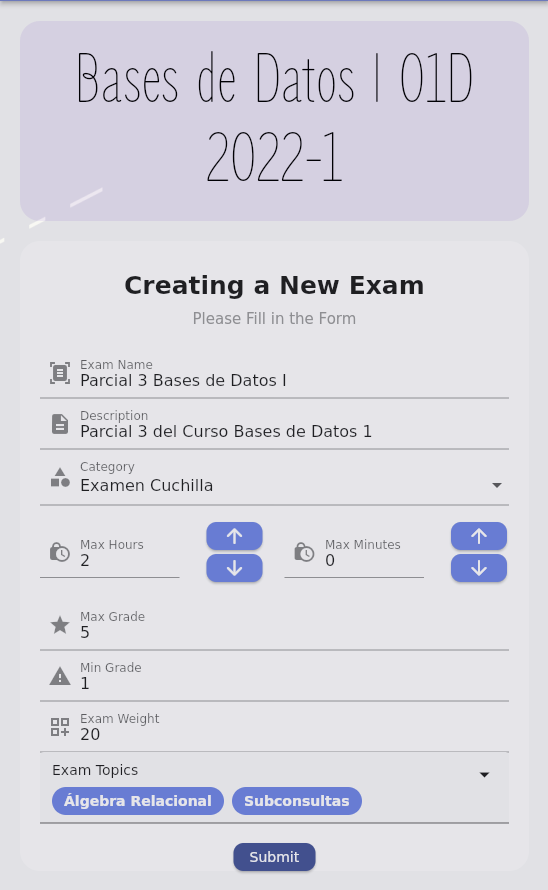 Bases de Datos I 01D
2022-1
Creating a New Exam
Please Fill in the Form
Exam Name
Parcial 3 Bases de Datos I
Description
Parcial 3 del Curso Bases de Datos 1
Category
Examen Cuchilla
Max Hours
2
Max Minutes
0
Max Grade
5
Min Grade
1
Exam Weight
20
Exam Topics
Álgebra Relacional Subconsultas
Submit